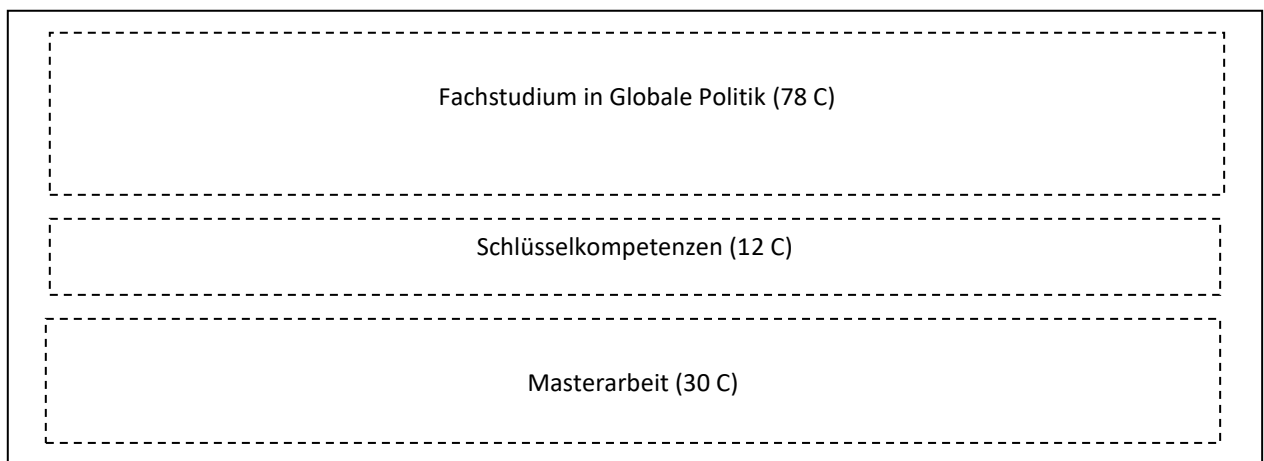 Fachstudium in Globale Politik (78 C)
Schlüsselkompetenzen (12 C)
Masterarbeit (30 C)